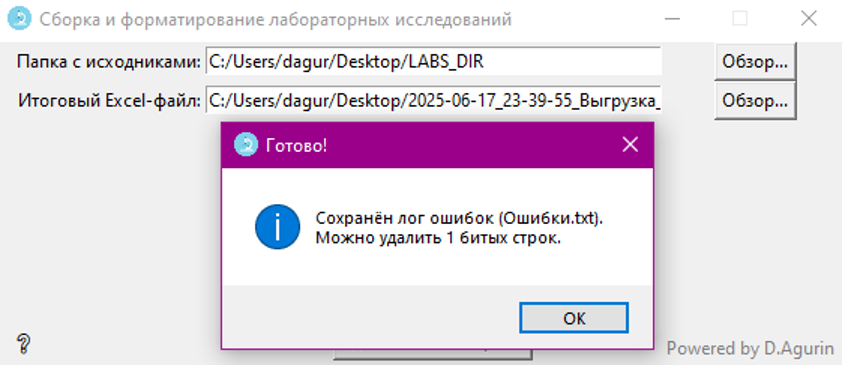 Сборка и форматирование лабораторных исследований
Папка с исходниками: C:/Users/dagur/Desktop/LABS_DIR Обзор...
Итоговый Excel-файл: C:/Users/dagur/Desktop/2025-06-17_23-39-55_Выгрузка_ Обзор...
Готово!
Сохранён лог ошибок (Ошибки.txt).
Можно удалить 1 битых строк.
OK
? Powered by D.Agurin